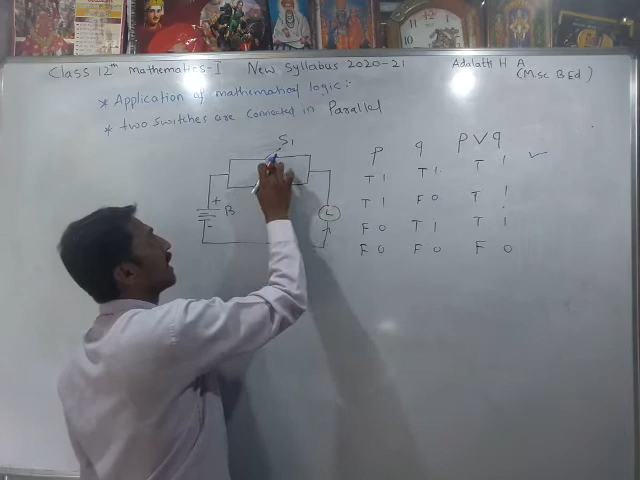 Class 12th mathematics-I New Syllabus 2020-21 Adalath H A
(M.sc B Ed)
* Application of mathematical logic:-
* two switches are connected in Parallel
S1
p q p∨q
T 1 T 1 T 1
T 1 F 0 T 1
F 0 T 1 T 1
F 0 F 0 F 0
+ B L
-